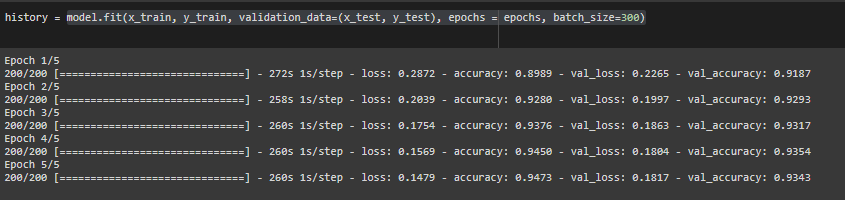 history = model.fit(x_train, y_train, validation_data=(x_test, y_test), epochs = epochs, batch_size=300)
Epoch 1/5
200/200 [==============================] - 272s 1s/step - loss: 0.2872 - accuracy: 0.8989 - val_loss: 0.2265 - val_accuracy: 0.9187
Epoch 2/5
200/200 [==============================] - 258s 1s/step - loss: 0.2039 - accuracy: 0.9280 - val_loss: 0.1997 - val_accuracy: 0.9293
Epoch 3/5
200/200 [==============================] - 260s 1s/step - loss: 0.1754 - accuracy: 0.9376 - val_loss: 0.1863 - val_accuracy: 0.9317
Epoch 4/5
200/200 [==============================] - 260s 1s/step - loss: 0.1569 - accuracy: 0.9450 - val_loss: 0.1804 - val_accuracy: 0.9354
Epoch 5/5
200/200 [==============================] - 260s 1s/step - loss: 0.1479 - accuracy: 0.9473 - val_loss: 0.1817 - val_accuracy: 0.9343